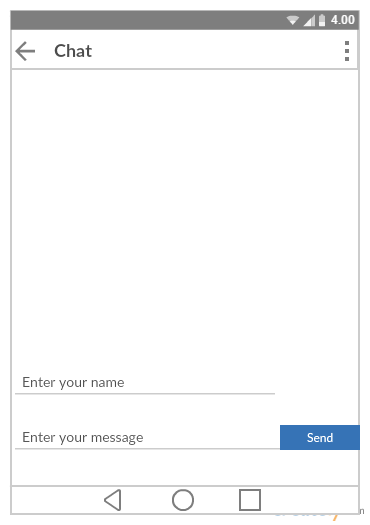 4.00
Chat
Enter your name
Enter your message
Send